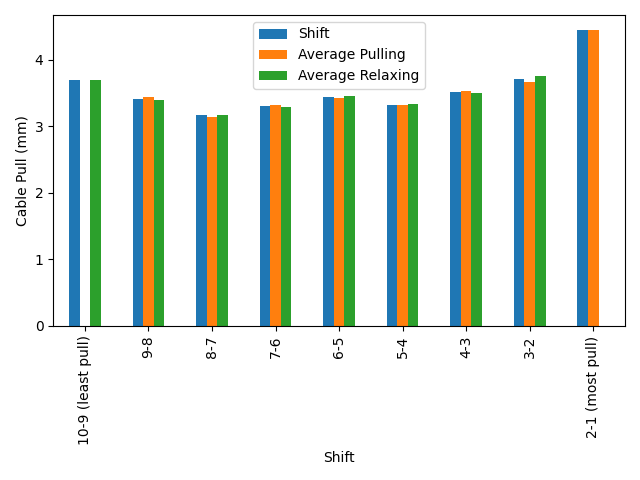 Shift
Average Pulling
Average Relaxing
Cable Pull (mm)
4
3
2
1
0
10-9 (least pull)
9-8
8-7
7-6
6-5
5-4
4-3
3-2
2-1 (most pull)
Shift